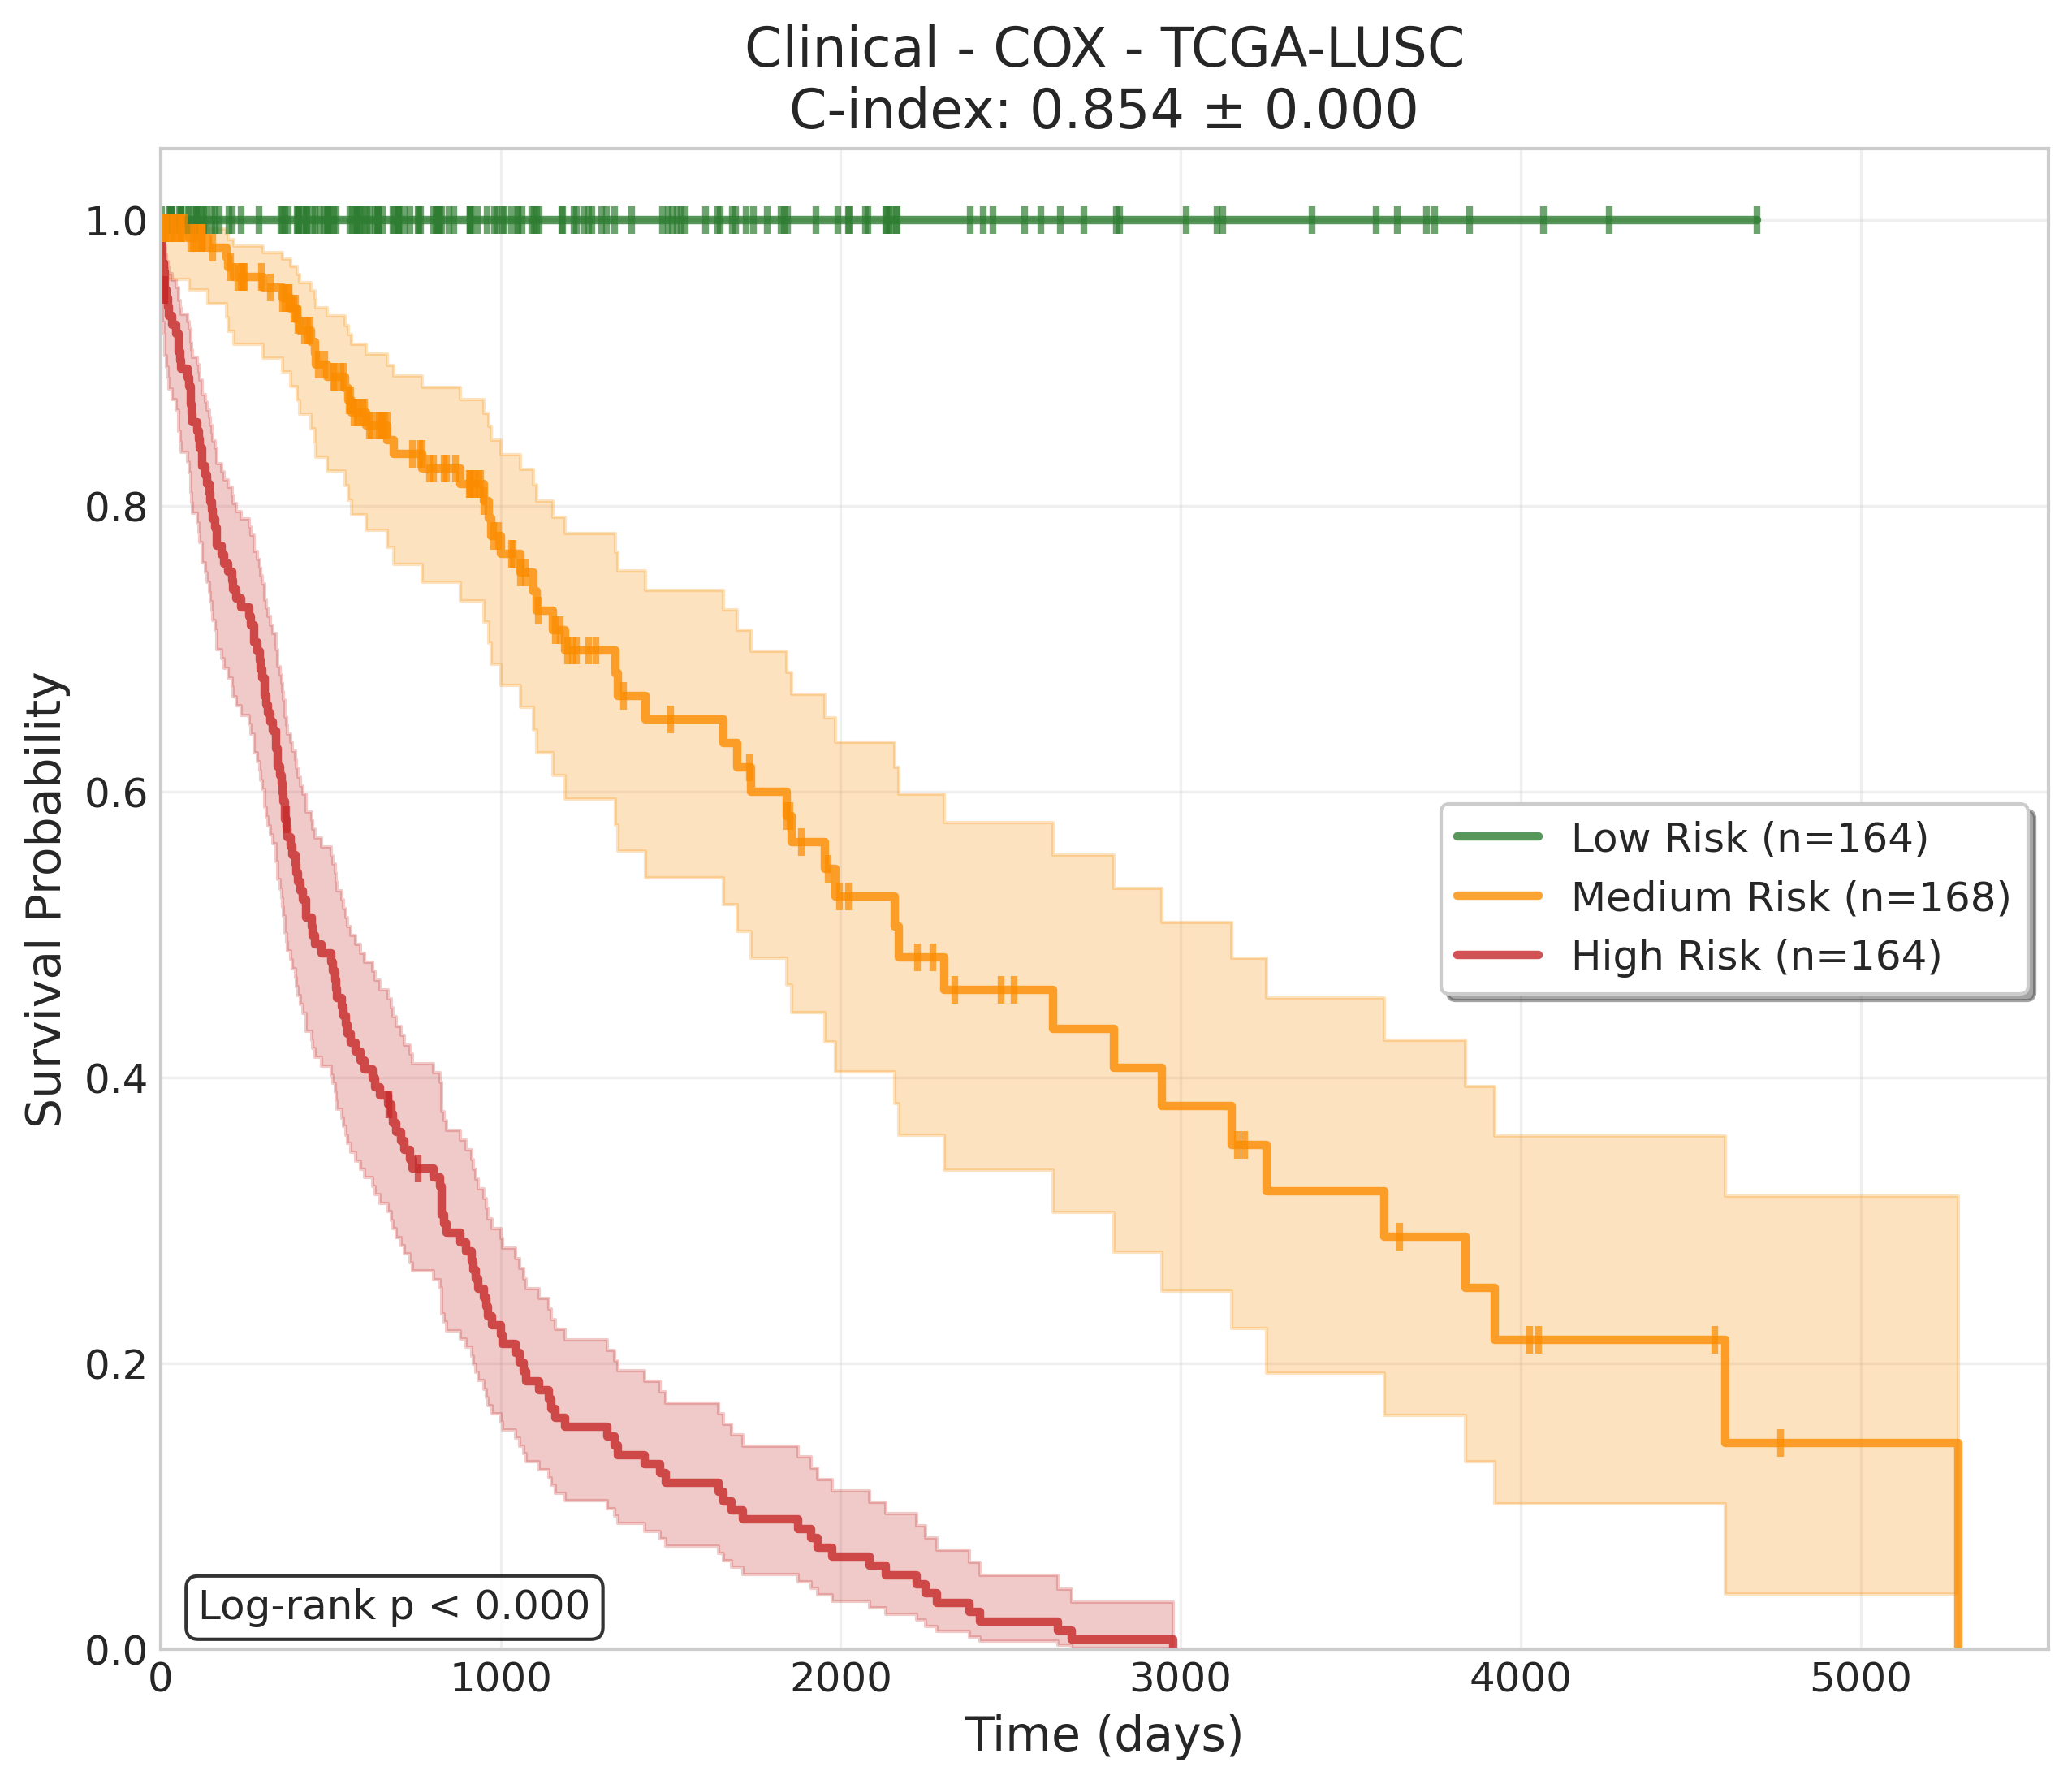 Clinical - COX - TCGA-LUSC
C-index: 0.854 ± 0.000
Survival Probability
1.0
0.8
0.6
0.4
0.2
0.0
Low Risk (n=164)
Medium Risk (n=168)
High Risk (n=164)
Log-rank p < 0.000
0 1000 2000 3000 4000 5000
Time (days)